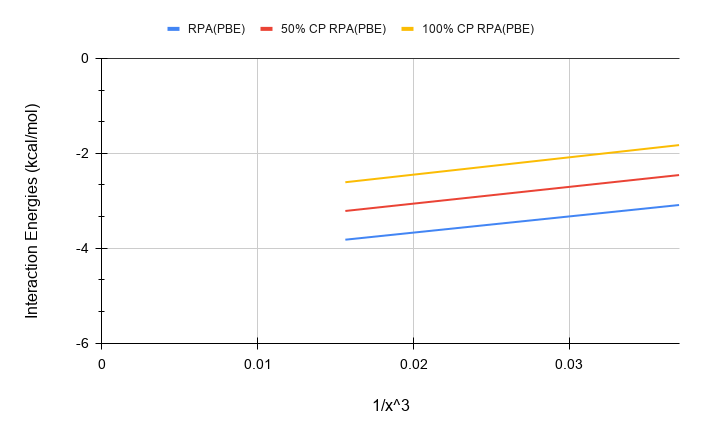 RPA(PBE) 50% CP RPA(PBE) 100% CP RPA(PBE)
Interaction Energies (kcal/mol)
0
-2
-4
-6
0 0.01 0.02 0.03
1/x^3